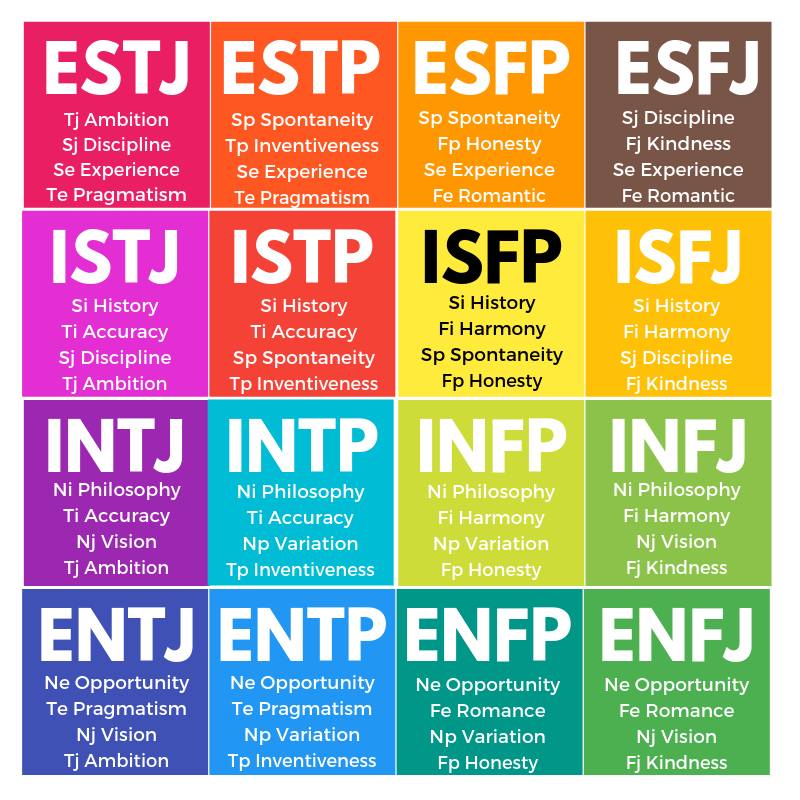 ESTJ
Tj Ambition
Sj Discipline
Se Experience
Te Pragmatism
ESTP
Sp Spontaneity
Tp Inventiveness
Se Experience
Te Pragmatism
ESFP
Sp Spontaneity
Fp Honesty
Se Experience
Fe Romantic
ESFJ
Sj Discipline
Fj Kindness
Se Experience
Fe Romantic
ISTJ
Si History
Ti Accuracy
Sj Discipline
Tj Ambition
ISTP
Si History
Ti Accuracy
Sp Spontaneity
Tp Inventiveness
ISFP
Si History
Fi Harmony
Sp Spontaneity
Fp Honesty
ISFJ
Si History
Fi Harmony
Sj Discipline
Fj Kindness
INTJ
Ni Philosophy
Ti Accuracy
Nj Vision
Tj Ambition
INTP
Ni Philosophy
Ti Accuracy
Np Variation
Tp Inventiveness
INFP
Ni Philosophy
Fi Harmony
Np Variation
Fp Honesty
INFJ
Ni Philosophy
Fi Harmony
Nj Vision
Fj Kindness
ENTJ
Ne Opportunity
Te Pragmatism
Nj Vision
Tj Ambition
ENTP
Ne Opportunity
Te Pragmatism
Np Variation
Tp Inventiveness
ENFP
Ne Opportunity
Fe Romance
Np Variation
Fp Honesty
ENFJ
Ne Opportunity
Fe Romance
Nj Vision
Fj Kindness